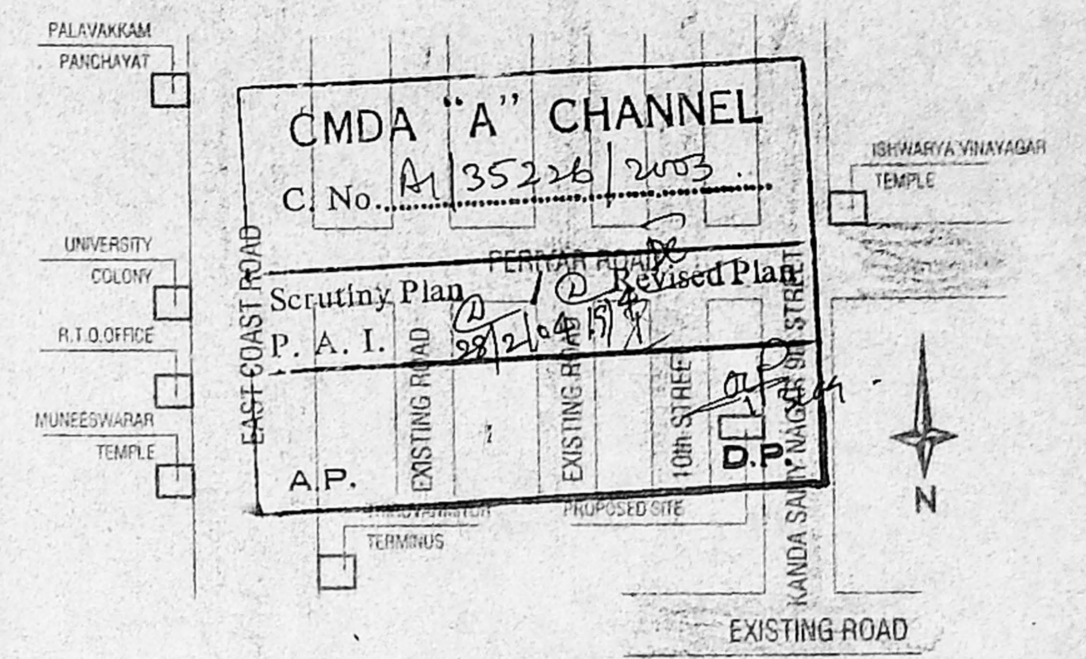 PALAVAKKAM
PANCHAYAT
CMDA "A" CHANNEL
C. No. A1/35226/2003
ISHWARYA VINAYAGAR
TEMPLE
UNIVERSITY
COLONY
EAST COAST ROAD
PERIYAR ROAD
Scrutiny Plan / Revised Plan
P. A. I.
28/2/04
R.T.O.OFFICE
MUNEESWARAR
TEMPLE
EXISTING ROAD
EXISTING ROAD
10th STREET
KANDA SAMY NAGAR 9th STREET
A.P.
D.P.
N
TERMINUS
PROPOSED SITE
EXISTING ROAD